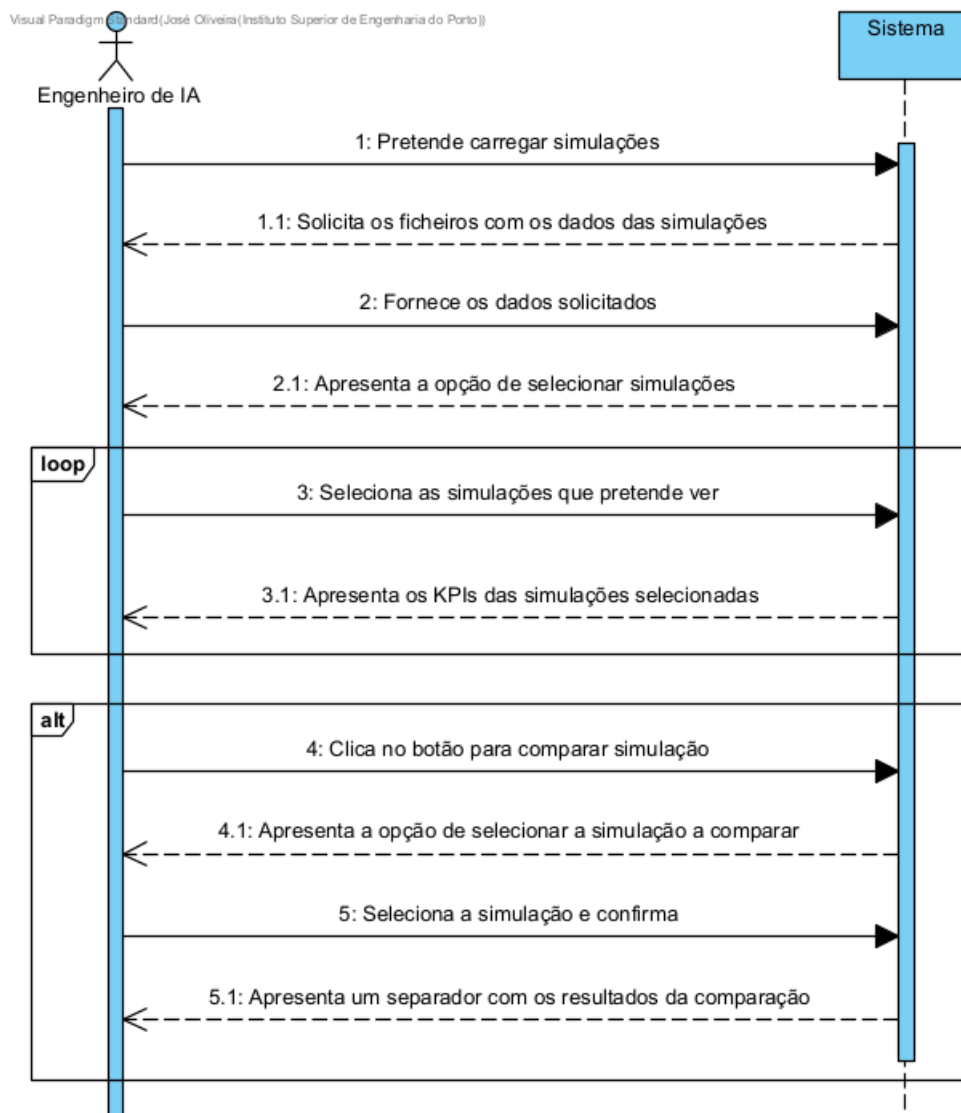 Visual Paradigm Standard(José Oliveira(Instituto Superior de Engenharia do Porto))
Sistema
Engenheiro de IA
1: Pretende carregar simulações
1.1: Solicita os ficheiros com os dados das simulações
2: Fornece os dados solicitados
2.1: Apresenta a opção de selecionar simulações
loop
3: Seleciona as simulações que pretende ver
3.1: Apresenta os KPIs das simulações selecionadas
alt
4: Clica no botão para comparar simulação
4.1: Apresenta a opção de selecionar a simulação a comparar
5: Seleciona a simulação e confirma
5.1: Apresenta um separador com os resultados da comparação